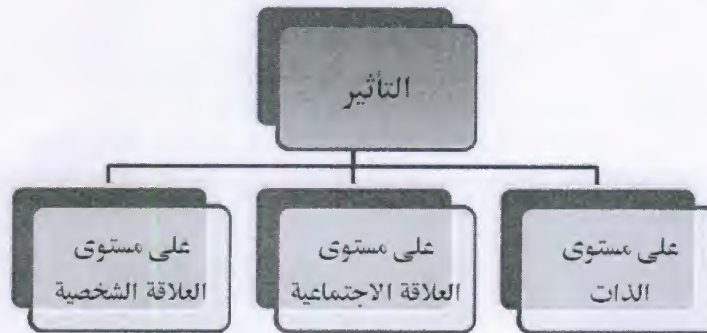 التأثير
على مستوى
الذات
على مستوى
العلاقة الاجتماعية
على مستوى
العلاقة الشخصية